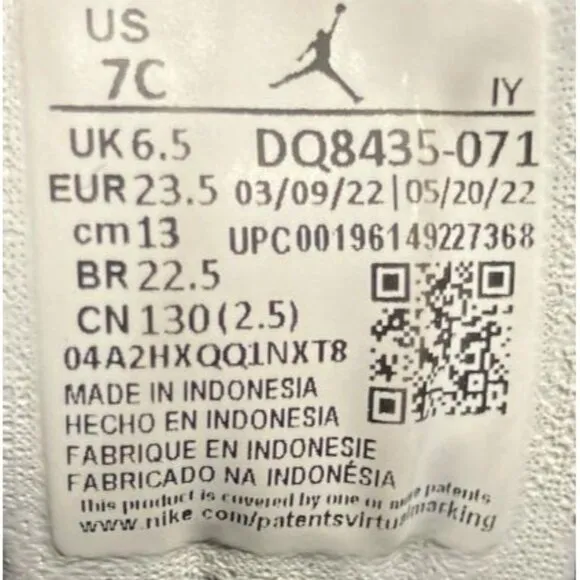 US
7C
IY
UK 6.5 DQ8435-071
EUR 23.5 03/09/22 | 05/20/22
cm 13 UPC00196149227368
BR 22.5
CN 130 (2.5)
04A2HXQQ1NXT8
MADE IN INDONESIA
HECHO EN INDONESIA
FABRIQUE EN INDONESIE
FABRICADO NA INDONÉSIA
This product is covered by one or more patents
www.nike.com/patentsvirtualmarking